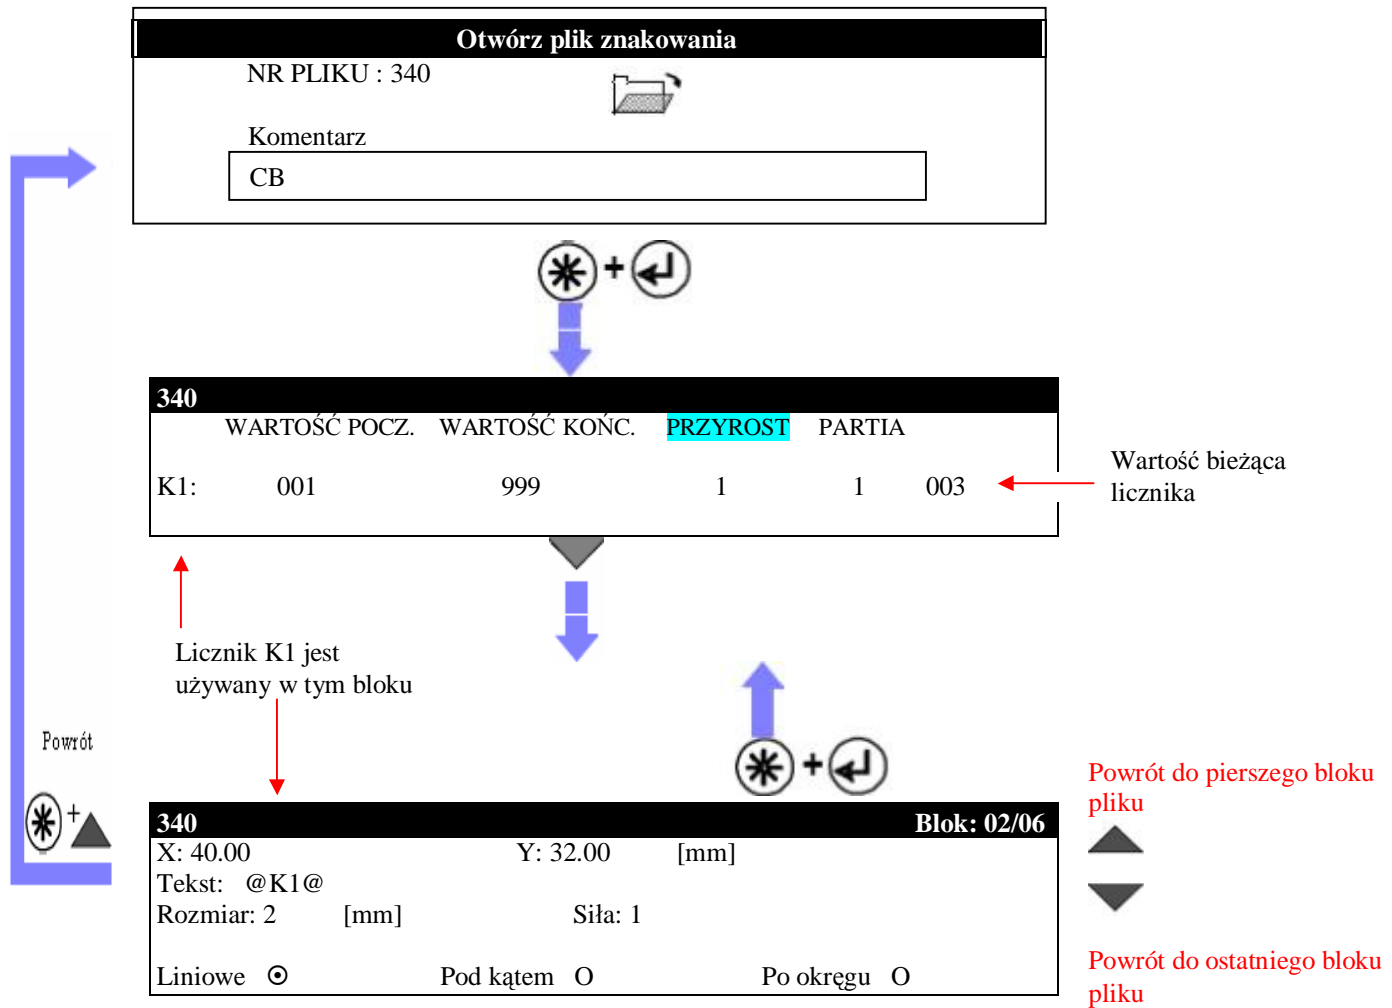 Otwórz plik znakowania
NR PLIKU : 340
Komentarz
CB
+
340
WARTOŚĆ POCZ. WARTOŚĆ KOŃC. PRZYROST PARTIA
K1: 001 999 1 1 003
Wartość bieżąca
licznika
Licznik K1 jest
używany w tym bloku
Powrót
+
+
340 Blok: 02/06
X: 40.00 Y: 32.00 [mm]
Tekst: @K1@
Rozmiar: 2 [mm] Siła: 1
Liniowe Pod kątem O Po okręgu O
Powrót do pierszego bloku
pliku
Powrót do ostatniego bloku
pliku